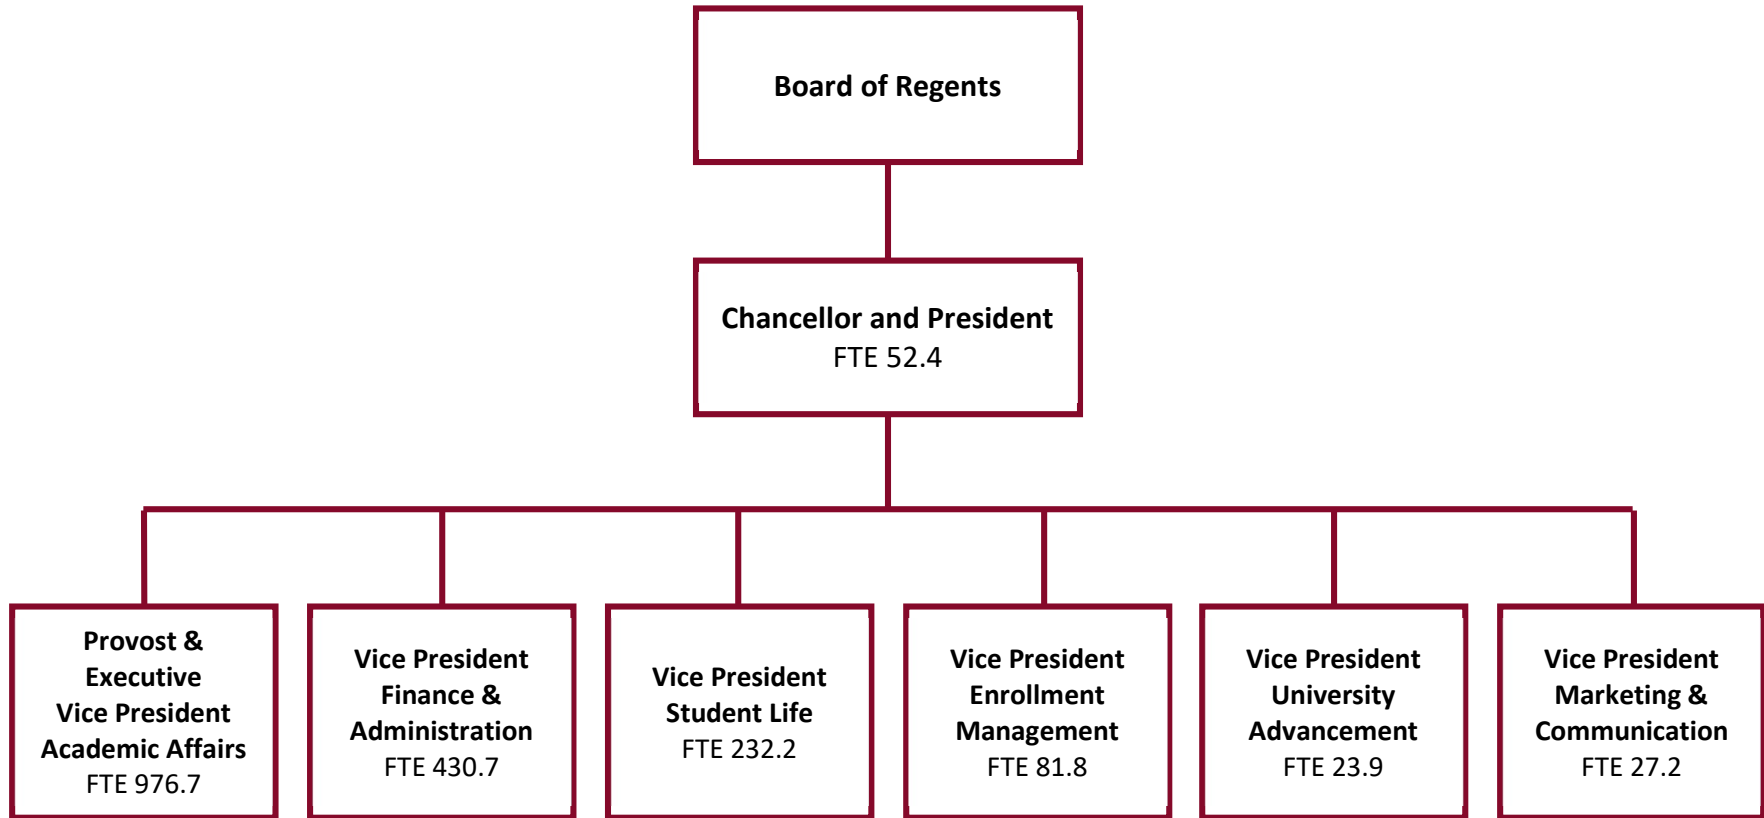 Board of Regents
Chancellor and President
FTE 52.4
Provost &
Executive
Vice President
Academic Affairs
FTE 976.7
Vice President
Finance &
Administration
FTE 430.7
Vice President
Student Life
FTE 232.2
Vice President
Enrollment
Management
FTE 81.8
Vice President
University
Advancement
FTE 23.9
Vice President
Marketing &
Communication
FTE 27.2